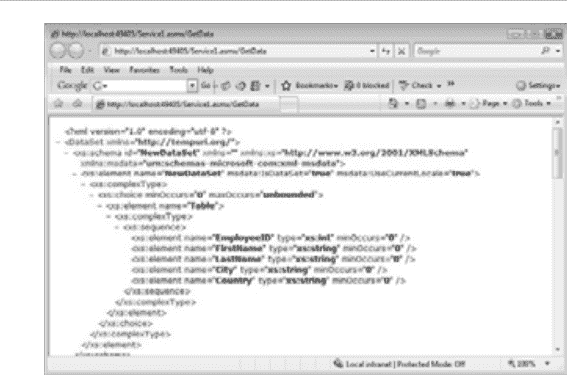 http://localhost:49405/Service1.asmx/GetData
http://localhost:49405/Service1.asmx/GetData
Google
File Edit View Favorites Tools Help
Google G Go Bookmarks 0 blocked Check Settings
http://localhost:49405/Service1.asmx/GetData Page Tools
<?xml version="1.0" encoding="utf-8" ?>
- <DataSet xmlns="http://tempuri.org/">
- <xs:schema id="NewDataSet" xmlns="" xmlns:xs="http://www.w3.org/2001/XMLSchema"
xmlns:msdata="urn:schemas-microsoft-com:xml-msdata">
- <xs:element name="NewDataSet" msdata:IsDataSet="true" msdata:UseCurrentLocale="true">
- <xs:complexType>
- <xs:choice minOccurs="0" maxOccurs="unbounded">
- <xs:element name="Table">
- <xs:complexType>
- <xs:sequence>
<xs:element name="EmployeeID" type="xs:int" minOccurs="0" />
<xs:element name="FirstName" type="xs:string" minOccurs="0" />
<xs:element name="LastName" type="xs:string" minOccurs="0" />
<xs:element name="City" type="xs:string" minOccurs="0" />
<xs:element name="Country" type="xs:string" minOccurs="0" />
</xs:sequence>
</xs:complexType>
</xs:element>
</xs:choice>
</xs:complexType>
</xs:element>
</xs:schema>
Local intranet | Protected Mode: Off 200%